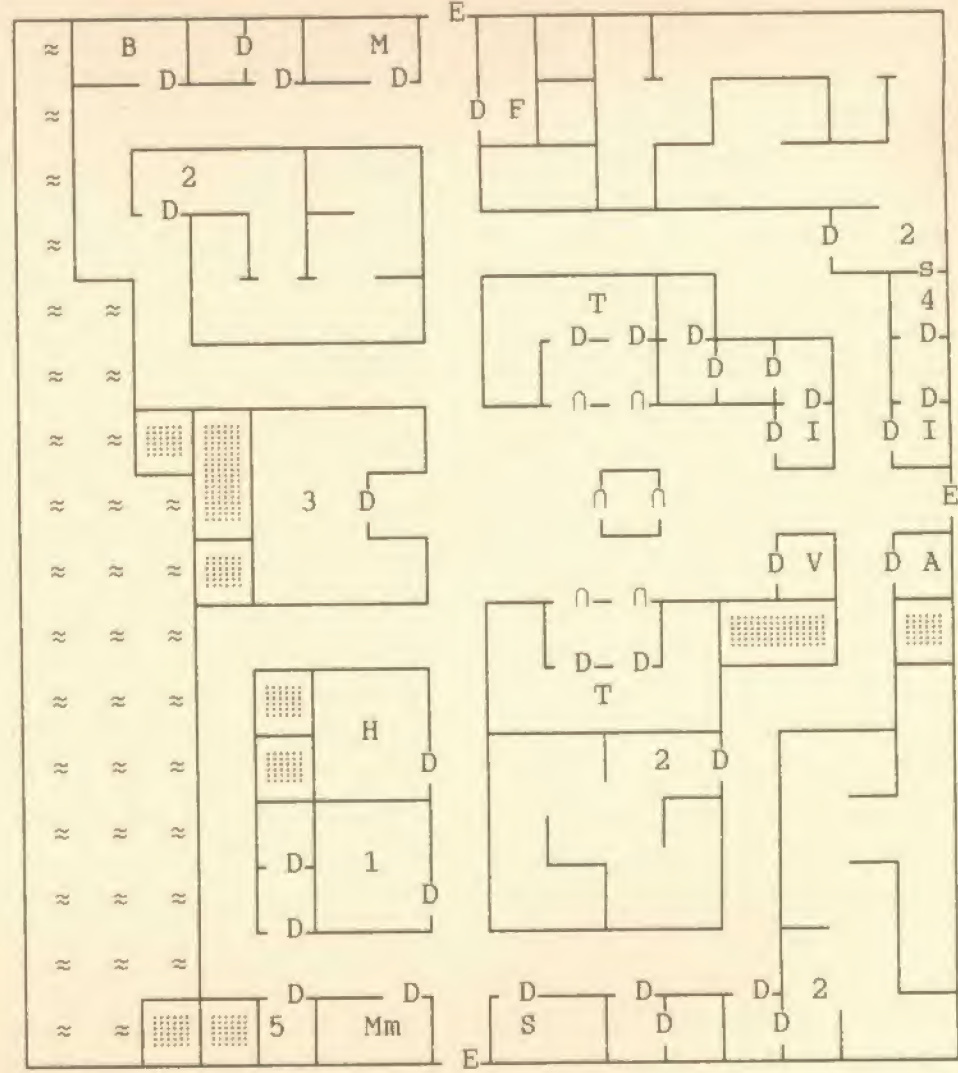 E
B D M
D D D
D F
2
D
D 2
s
T 4
D D D D
D D
D D
D I D I
3 D E
D V D A
D D
T
H
D 2 D
D 1
D
D
D D D D D 2
5 Mm S D D
E